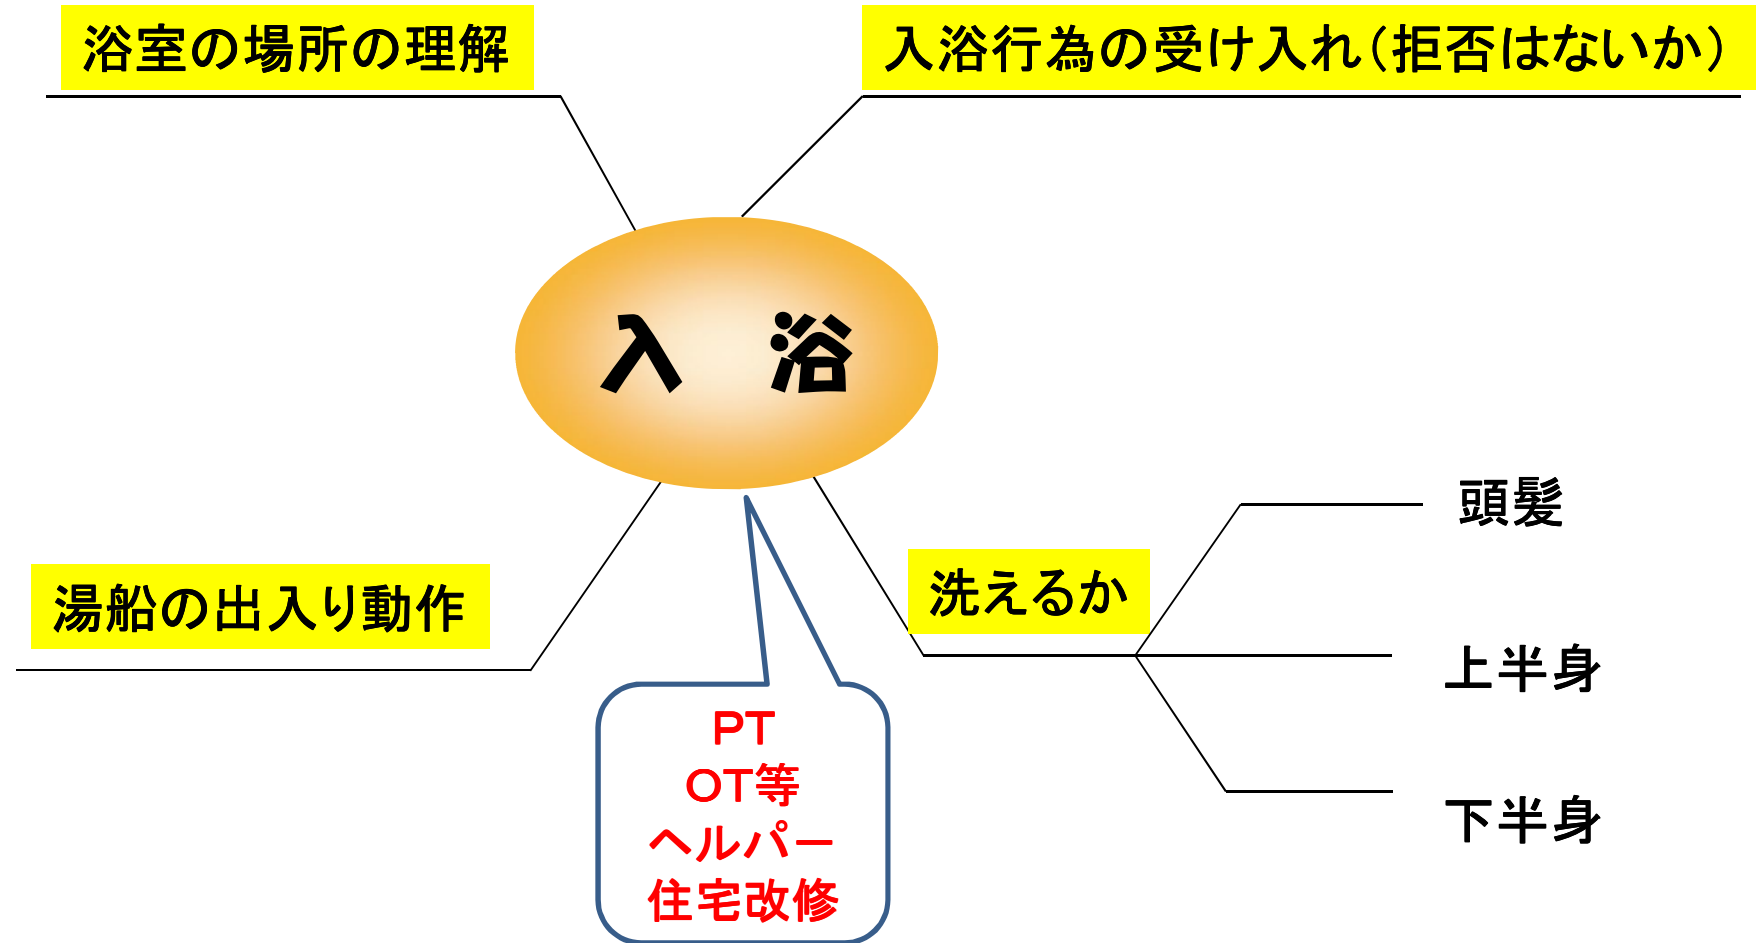 浴室の場所の理解
入浴行為の受け入れ（拒否はないか）
入　浴
湯船の出入り動作
洗えるか
頭髪
上半身
下半身
ＰＴ
ＯＴ等
ヘルパー
住宅改修